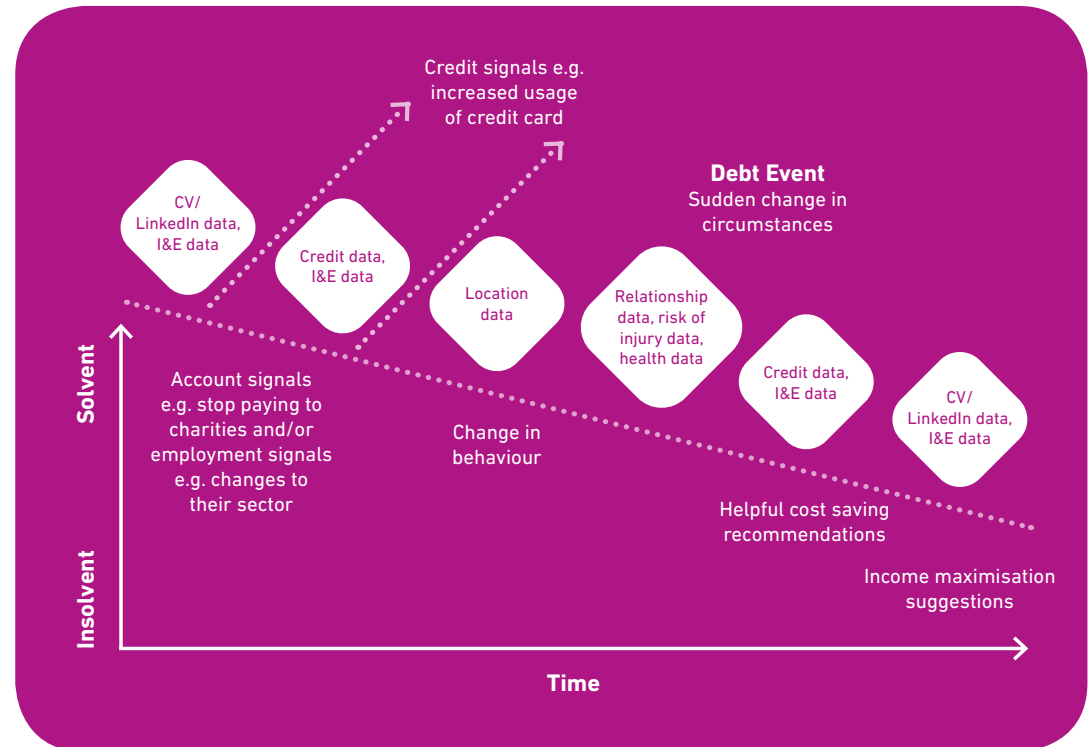 Credit signals e.g.
increased usage
of credit card
Debt Event
Sudden change in
circumstances
CV/
LinkedIn data,
I&E data
Credit data,
I&E data
Location
data
Relationship
data, risk of
injury data,
health data
Credit data,
I&E data
CV/
LinkedIn data,
I&E data
Solvent
Insolvent
Account signals
e.g. stop paying to
charities and/or
employment signals
e.g. changes to
their sector
Change in
behaviour
Helpful cost saving
recommendations
Income maximisation
suggestions
Time